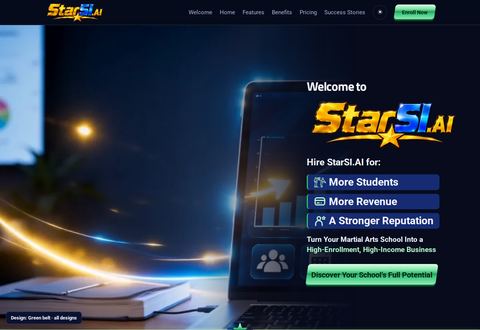 StarSI.AI
Welcome Home Features Benefits Pricing Success Stories Enroll Now
Welcome to
StarSI.AI
Hire StarSI.AI for:
More Students
More Revenue
A Stronger Reputation
Turn Your Martial Arts School Into a
High-Enrollment, High-Income Business
Discover Your School's Full Potential
Design: Green belt · all designs